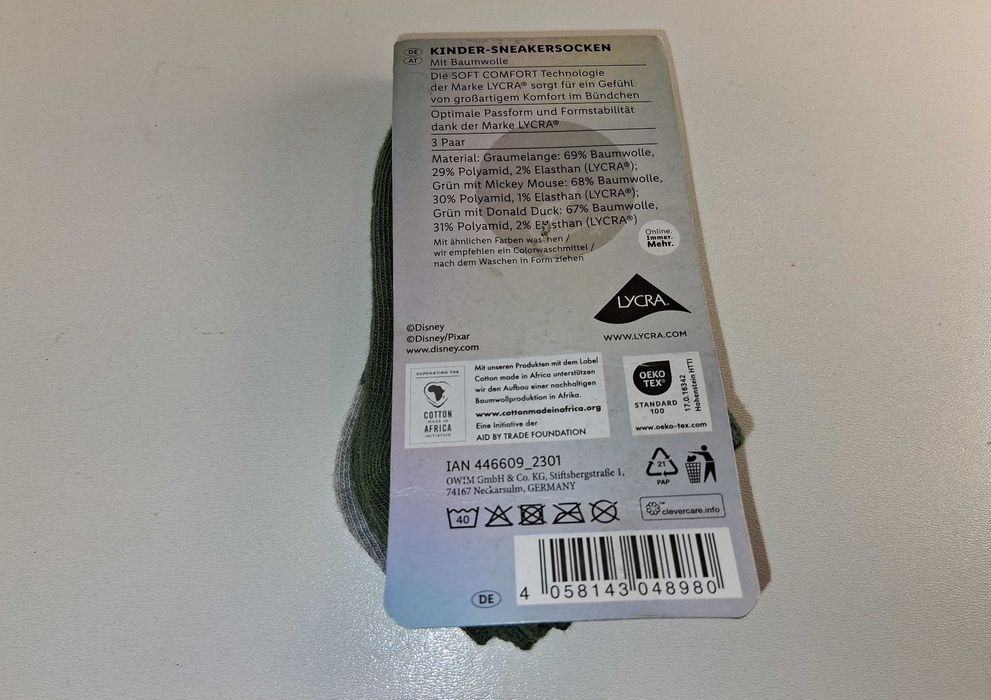 DE
AT
KINDER-SNEAKERSOCKEN
Mit Baumwolle
Die SOFT COMFORT Technologie
der Marke LYCRA® sorgt für ein Gefühl
von großartigem Komfort im Bündchen
Optimale Passform und Formstabilität
dank der Marke LYCRA®
3 Paar
Material: Graumelange: 69% Baumwolle,
29% Polyamid, 2% Elasthan (LYCRA®);
Grün mit Mickey Mouse: 68% Baumwolle,
30% Polyamid, 1% Elasthan (LYCRA®);
Grün mit Donald Duck: 67% Baumwolle,
31% Polyamid, 2% Elasthan (LYCRA®)
Mit ähnlichen Farben waschen /
wir empfehlen ein Colorwaschmittel /
nach dem Waschen in Form ziehen
Online.
Immer.
Mehr.
LYCRA®
WWW.LYCRA.COM
©Disney
©Disney/Pixar
www.disney.com
SUPPORTING THE
COTTON
MADE IN
AFRICA
INITIATIVE
Mit unseren Produkten mit dem Label
Cotton made in Africa unterstützen
wir den Aufbau einer nachhaltigen
Baumwollproduktion in Afrika.
www.cottonmadeinafrica.org
Eine Initiative der
AID BY TRADE FOUNDATION
OEKO
TEX®
STANDARD
100
17.0.16342
Hohenstein HTTI
www.oeko-tex.com
IAN 446609_2301
OWIM GmbH & Co. KG, Stiftsbergstraße 1,
74167 Neckarsulm, GERMANY
21
PAP
40
clevercare.info
DE
4 058143 048980